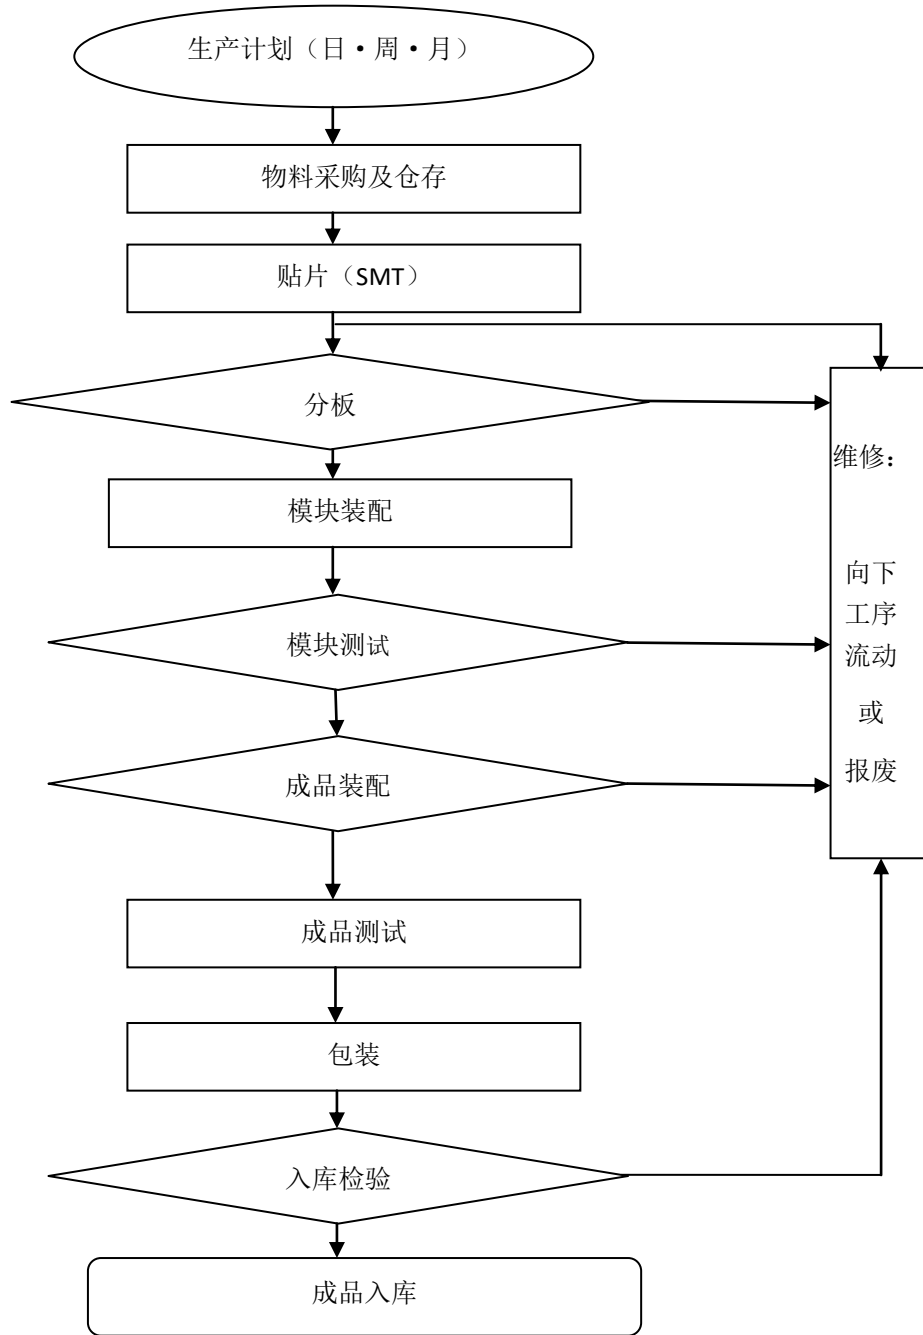 生产计划（日·周·月）
物料采购及仓存
贴片（SMT）
分板
维修：
模块装配
向下
工序
流动
或
报废
模块测试
成品装配
成品测试
包装
入库检验
成品入库